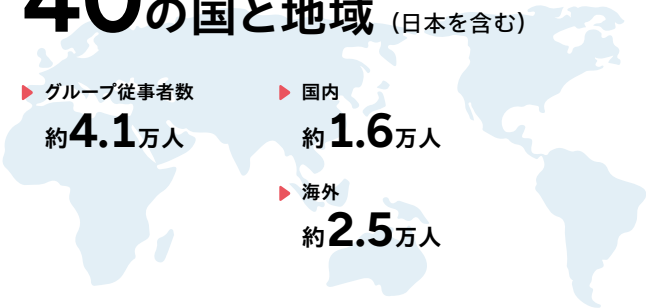 40の国と地域（日本を含む）
グループ従事者数
約4.1万人
国内
約1.6万人
海外
約2.5万人